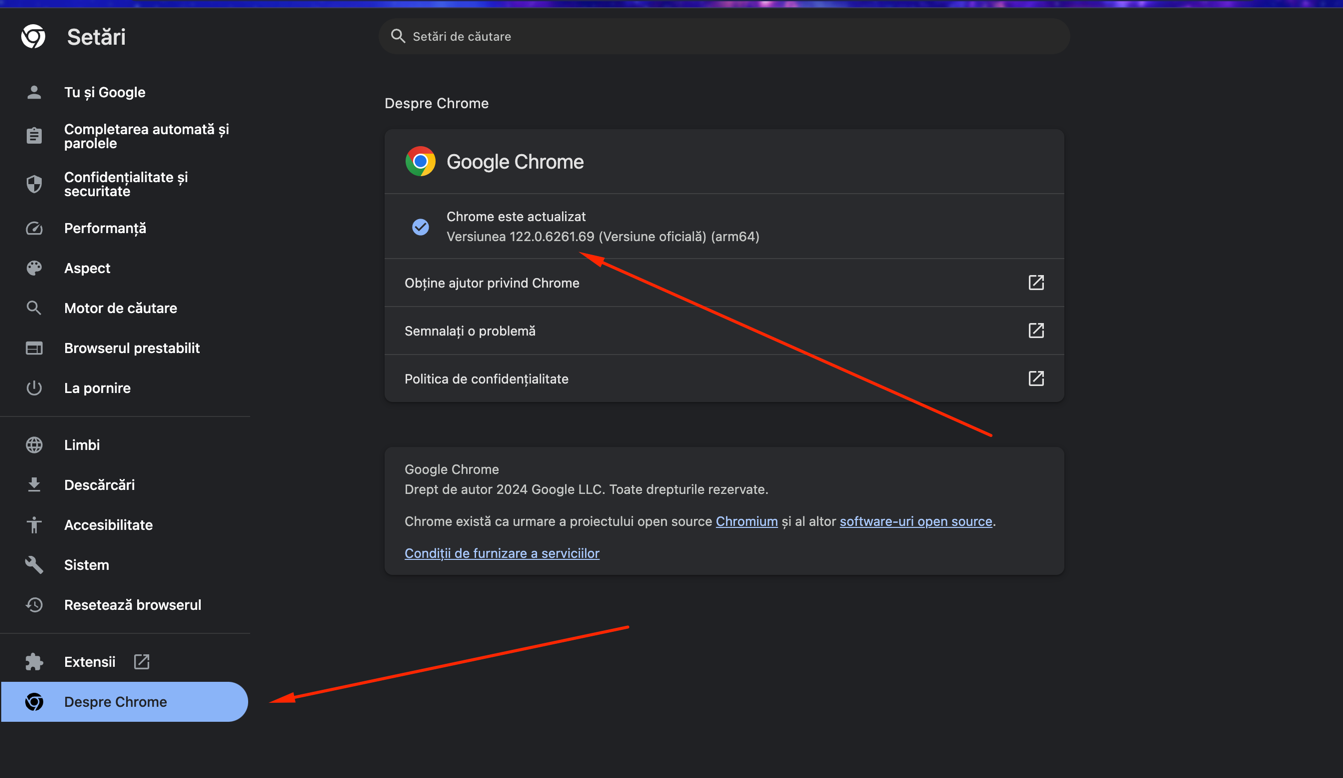 Setări
Setări de căutare
Tu și Google
Completarea automată și
parolele
Confidențialitate și
securitate
Performanță
Aspect
Motor de căutare
Browserul prestabilit
La pornire
Limbi
Descărcări
Accesibilitate
Sistem
Resetează browserul
Extensii
Despre Chrome
Despre Chrome
Google Chrome
Chrome este actualizat
Versiunea 122.0.6261.69 (Versiune oficială) (arm64)
Obține ajutor privind Chrome
Semnalați o problemă
Politica de confidențialitate
Google Chrome
Drept de autor 2024 Google LLC. Toate drepturile rezervate.
Chrome există ca urmare a proiectului open source Chromium și al altor software-uri open source.
Condiții de furnizare a serviciilor